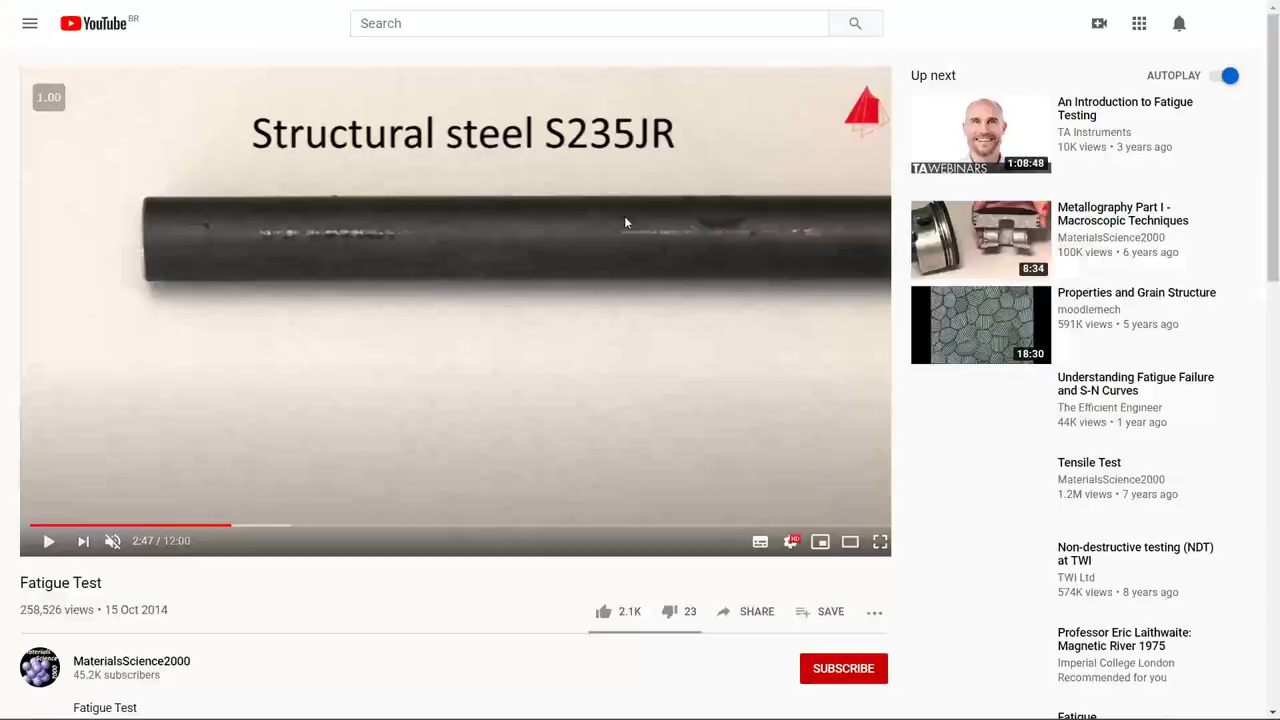 YouTube BR
Search
1.00
Structural steel S235JR
2:47 / 12:00
HD
Fatigue Test
258,526 views • 15 Oct 2014
2.1K
23
SHARE
SAVE
MaterialsScience2000
45.2K subscribers
SUBSCRIBE
Fatigue Test
Up next
AUTOPLAY
TA WEBINARS
1:08:48
An Introduction to Fatigue
Testing
TA Instruments
10K views • 3 years ago
8:34
Metallography Part I -
Macroscopic Techniques
MaterialsScience2000
100K views • 6 years ago
18:30
Properties and Grain Structure
moodlemech
591K views • 5 years ago
Understanding Fatigue Failure
and S-N Curves
The Efficient Engineer
44K views • 1 year ago
Tensile Test
MaterialsScience2000
1.2M views • 7 years ago
Non-destructive testing (NDT)
at TWI
TWI Ltd
574K views • 8 years ago
Professor Eric Laithwaite:
Magnetic River 1975
Imperial College London
Recommended for you
Fatigue